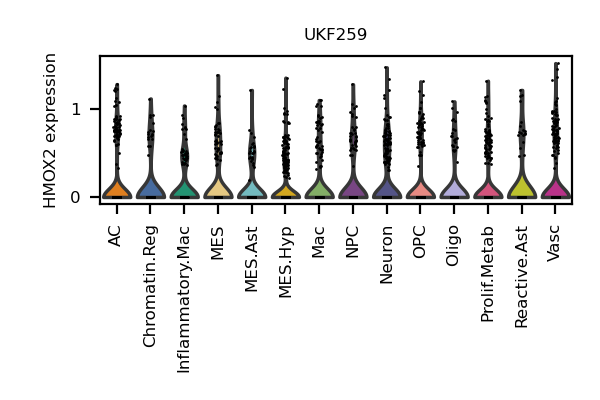 UKF259
HMOX2 expression
1
0
AC
Chromatin.Reg
Inflammatory.Mac
MES
MES.Ast
MES.Hyp
Mac
NPC
Neuron
OPC
Oligo
Prolif.Metab
Reactive.Ast
Vasc